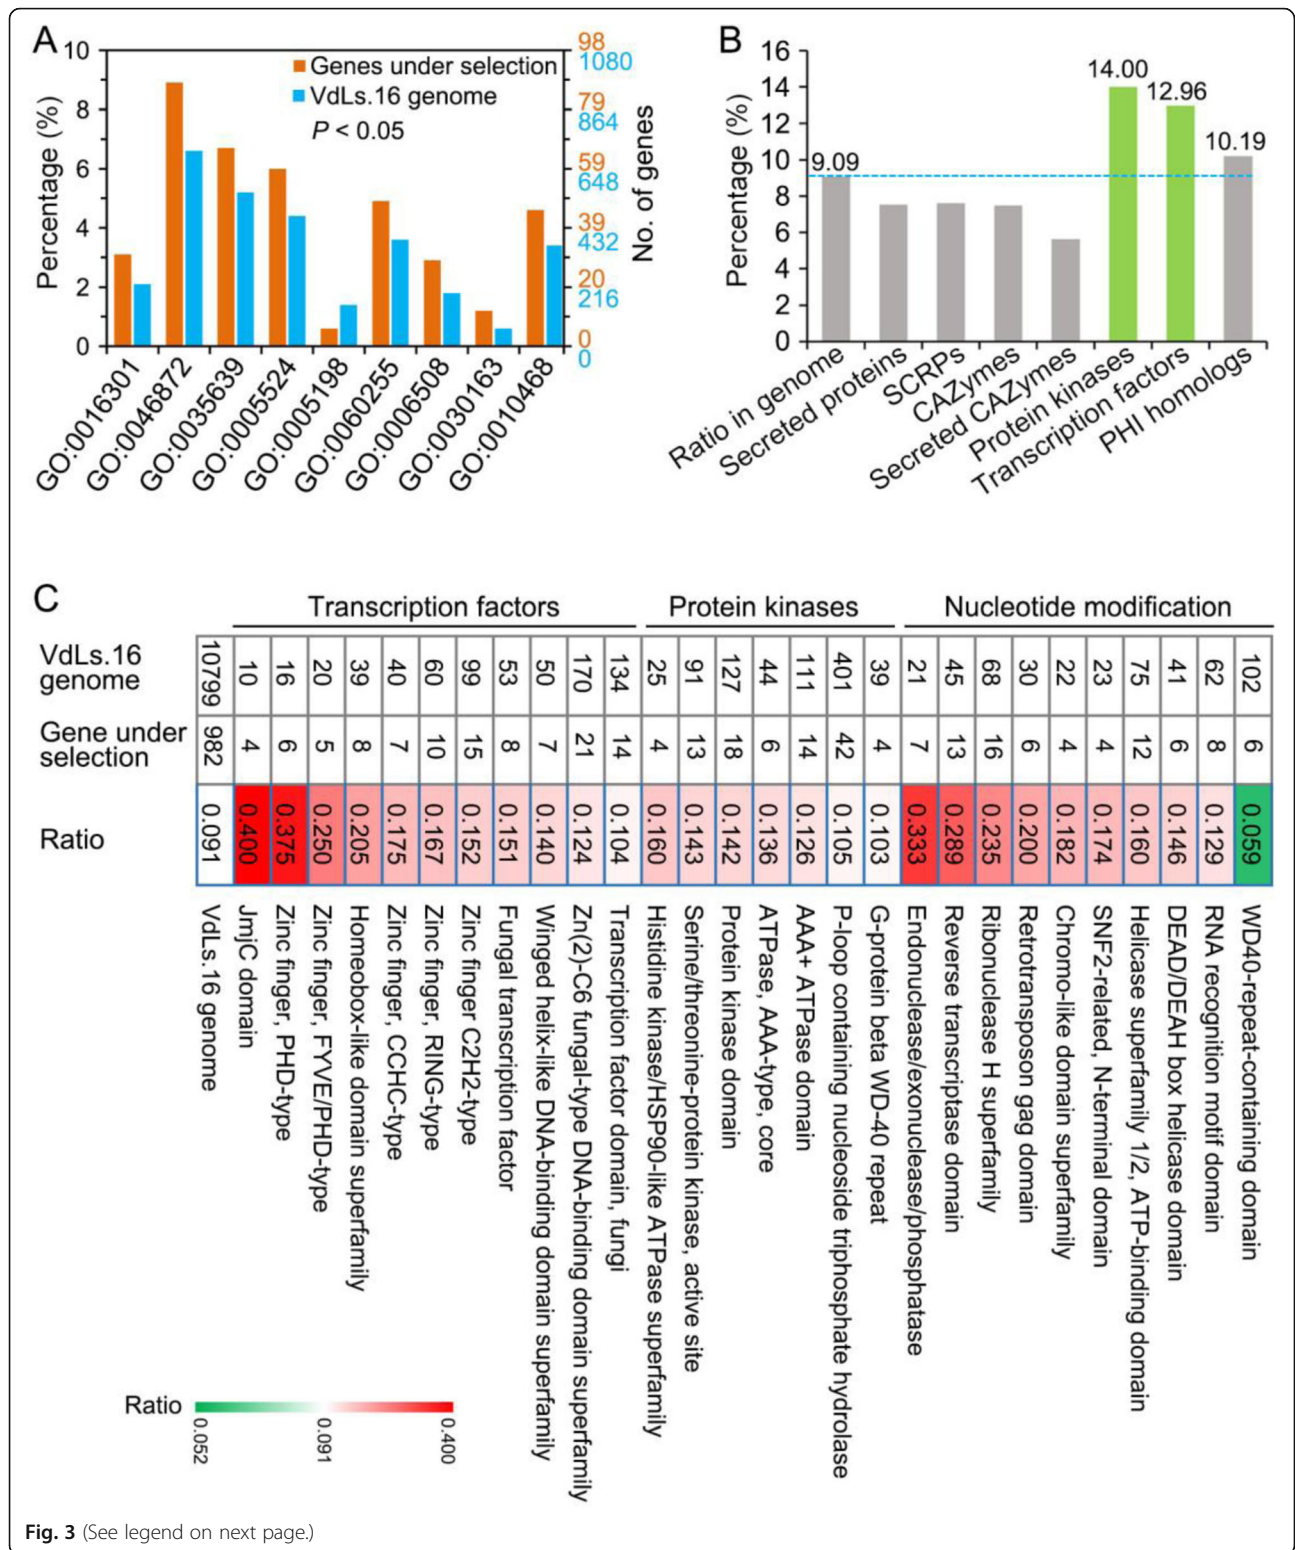 A
10
8
6
4
2
0
Percentage (%)
Genes under selection
VdLs.16 genome
P < 0.05
98
1080
79
864
59
648
39
432
20
216
0
0
No. of genes
GO:0016301
GO:0046872
GO:0035639
GO:0005524
GO:0005198
GO:0060255
GO:0006508
GO:0030163
GO:0010468
B
16
14
12
10
8
6
4
2
0
Percentage (%)
9.09
14.00
12.96
10.19
Ratio in genome
Secreted proteins
SCRPs
CAZymes
Secreted CAZymes
Protein kinases
Transcription factors
PHI homologs
C
Transcription factors
Protein kinases
Nucleotide modification
VdLs.16
genome
10799 10 16 20 39 40 60 99 53 50 170 134 25 91 127 44 111 401 39 21 45 68 30 22 23 75 41 62 102
Gene under
selection
982 4 6 5 8 7 10 15 8 7 21 14 4 13 18 6 14 42 4 7 13 16 6 4 4 12 6 8 6
Ratio
0.091 0.400 0.375 0.250 0.205 0.175 0.167 0.152 0.151 0.140 0.124 0.104 0.160 0.143 0.142 0.136 0.126 0.105 0.103 0.333 0.289 0.235 0.200 0.182 0.174 0.160 0.146 0.129 0.059
VdLs.16 genome
JmjC domain
Zinc finger, PHD-type
Zinc finger, FYVE/PHD-type
Homeobox-like domain superfamily
Zinc finger, CCHC-type
Zinc finger, RING-type
Zinc finger C2H2-type
Fungal transcription factor
Winged helix-like DNA-binding domain superfamily
Zn(2)-C6 fungal-type DNA-binding domain superfamily
Transcription factor domain, fungi
Histidine kinase/HSP90-like ATPase superfamily
Serine/threonine-protein kinase, active site
Protein kinase domain
ATPase, AAA-type, core
AAA+ ATPase domain
P-loop containing nucleoside triphosphate hydrolase
G-protein beta WD-40 repeat
Endonuclease/exonuclease/phosphatase
Reverse transcriptase domain
Ribonuclease H superfamily
Retrotransposon gag domain
Chromo-like domain superfamily
SNF2-related, N-terminal domain
Helicase superfamily 1/2, ATP-binding domain
DEAD/DEAH box helicase domain
RNA recognition motif domain
WD40-repeat-containing domain
Ratio
0.052
0.091
0.400
Fig. 3 (See legend on next page.)